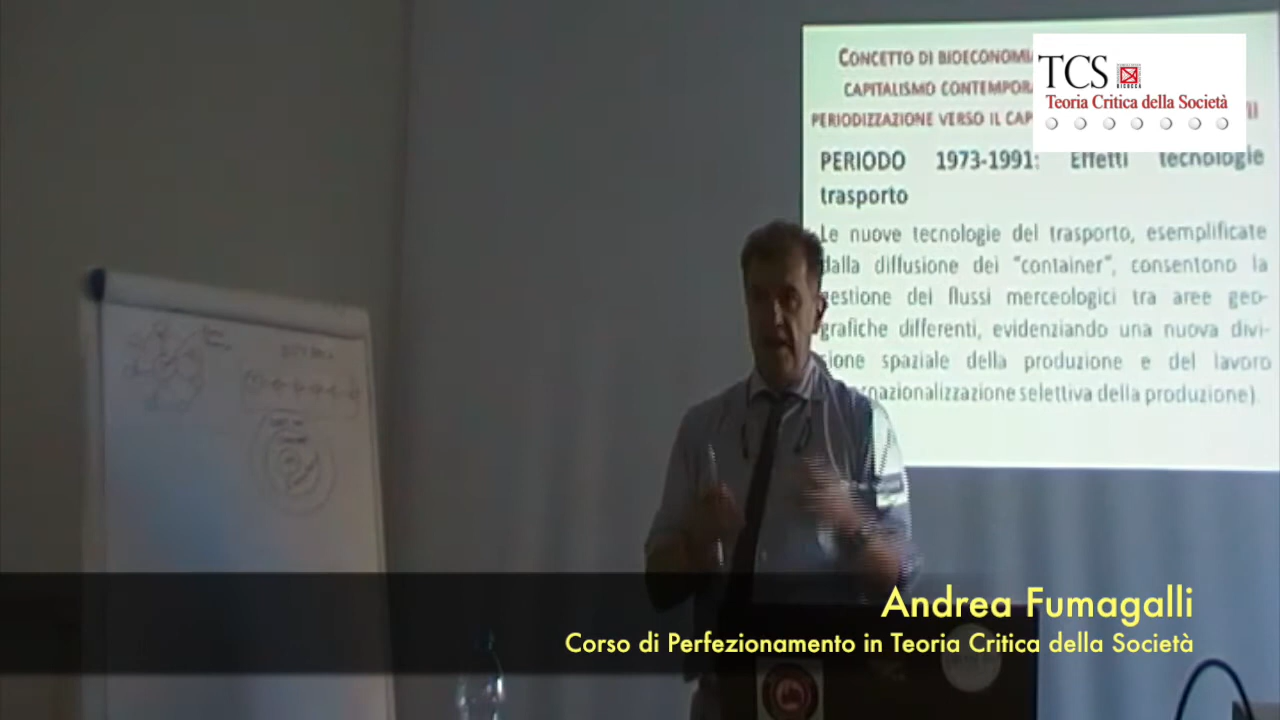 CONCETTO DI BIOECONOMIA
CAPITALISMO CONTEMPORA
PERIODIZZAZIONE VERSO IL CAP
TCS
BICOCCA
Teoria Critica della Società
PERIODO 1973-1991: Effetti tecnologie
trasporto
Le nuove tecnologie del trasporto, esemplificate
dalla diffusione dei “container”, consentono la
gestione dei flussi merceologici tra aree geo-
grafiche differenti, evidenziando una nuova divi-
sione spaziale della produzione e del lavoro
nazionalizzazione selettiva della produzione).
Andrea Fumagalli
Corso di Perfezionamento in Teoria Critica della Società